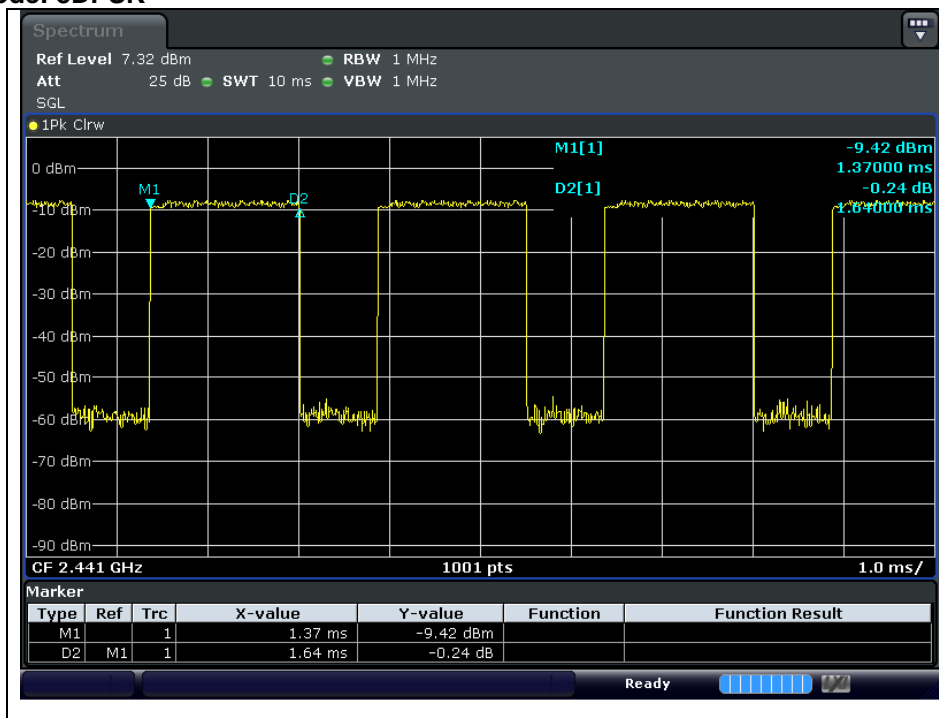 Spectrum
Ref Level 7.32 dBm RBW 1 MHz
Att 25 dB SWT 10 ms VBW 1 MHz
SGL
1Pk Clrw
M1[1] -9.42 dBm
1.37000 ms
D2[1] -0.24 dB
1.64000 ms
M1
D2
0 dBm
-10 dBm
-20 dBm
-30 dBm
-40 dBm
-50 dBm
-60 dBm
-70 dBm
-80 dBm
-90 dBm
CF 2.441 GHz 1001 pts 1.0 ms/
Marker
Type Ref Trc X-value Y-value Function Function Result
M1 1 1.37 ms -9.42 dBm
D2 M1 1 1.64 ms -0.24 dB
Ready